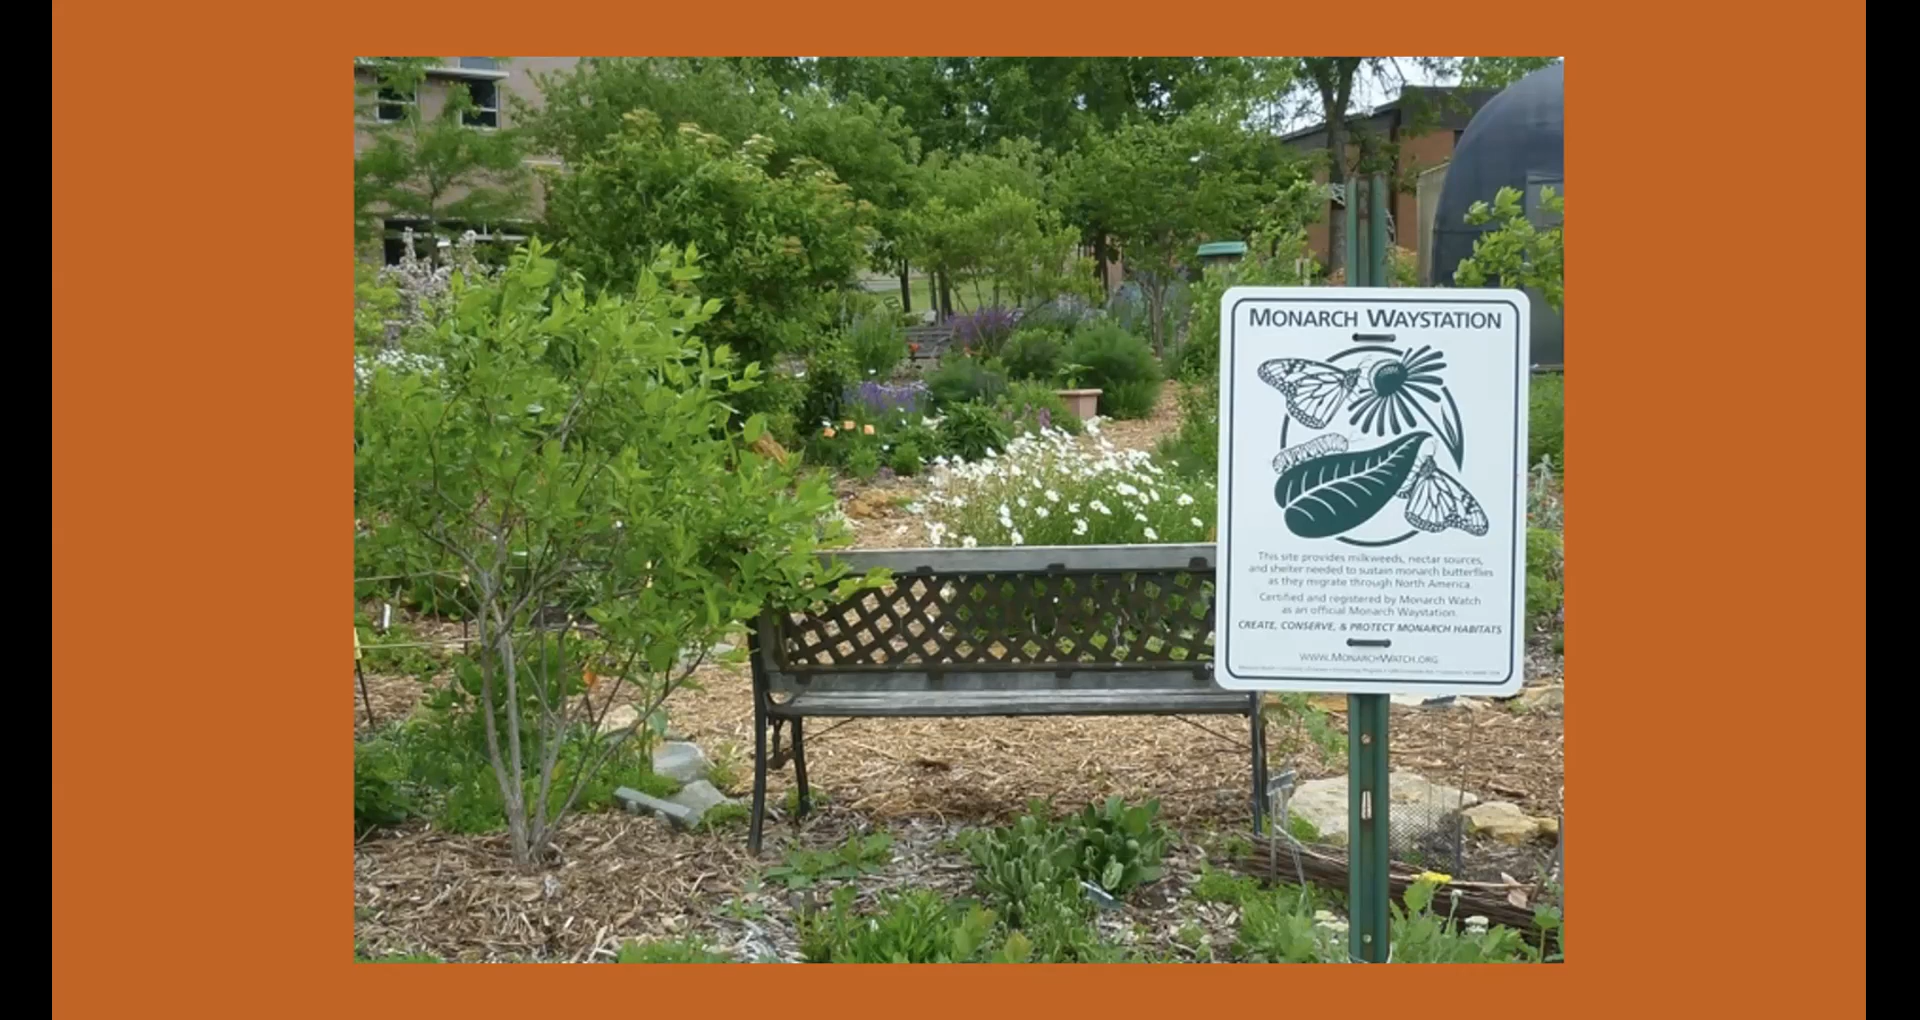 MONARCH WAYSTATION
This site provides milkweeds, nectar sources,
and shelter needed to sustain monarch butterflies
as they migrate through North America.
Certified and registered by Monarch Watch
as an official Monarch Waystation.
CREATE, CONSERVE, & PROTECT MONARCH HABITATS
WWW.MONARCHWATCH.ORG